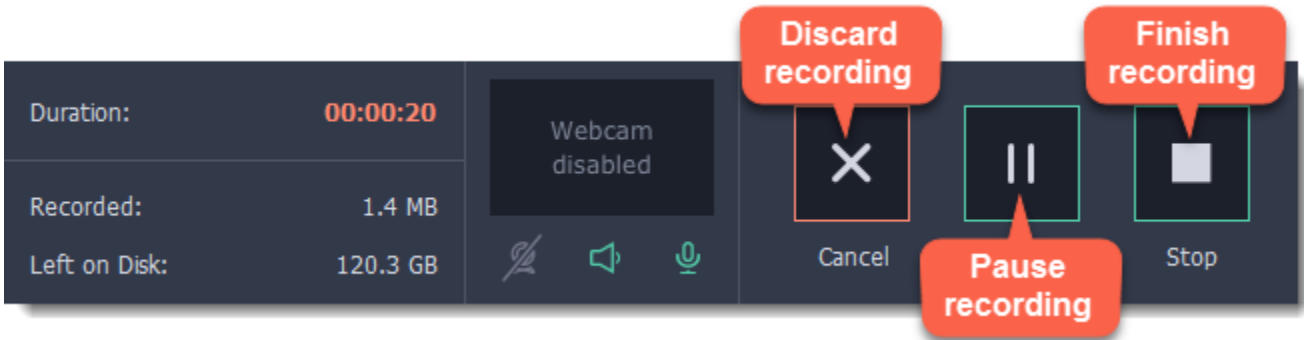 Discard
recording
Finish
recording
Duration: 00:00:20
Webcam
disabled
Recorded: 1.4 MB
Left on Disk: 120.3 GB
Cancel
Pause
recording
Stop